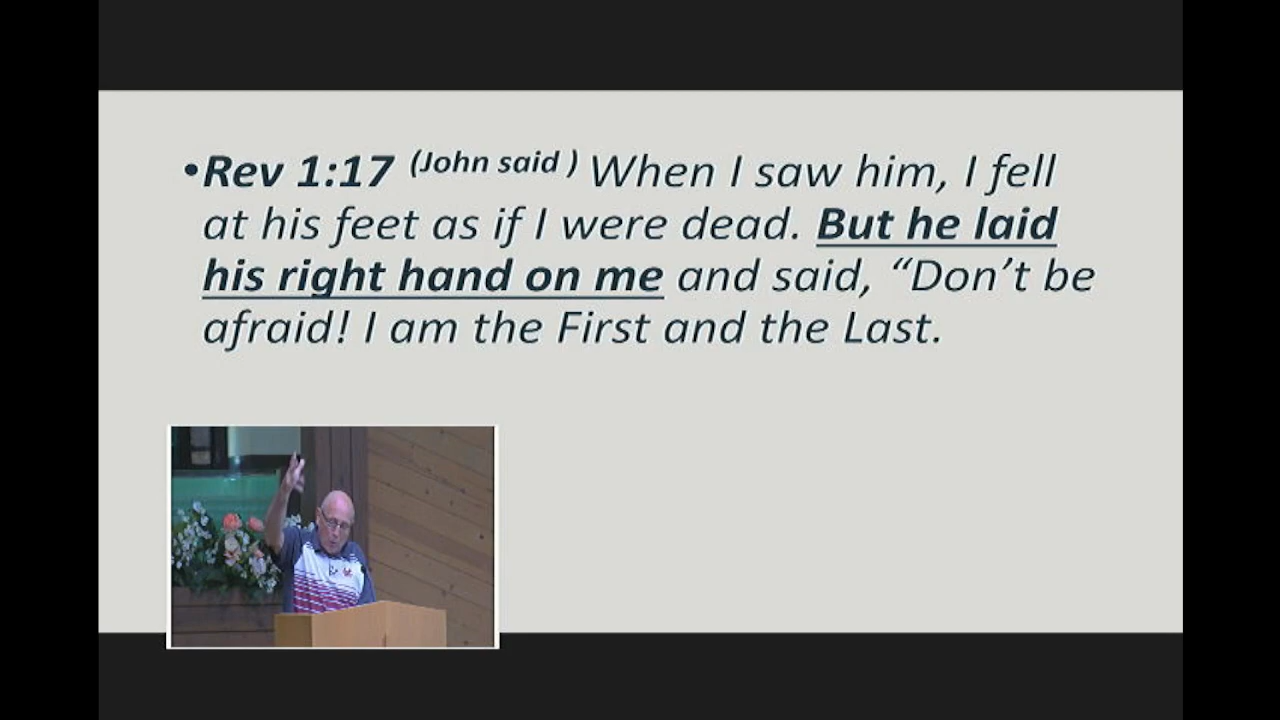 •Rev 1:17 (John said ) When I saw him, I fell
at his feet as if I were dead. But he laid
his right hand on me and said, “Don’t be
afraid! I am the First and the Last.